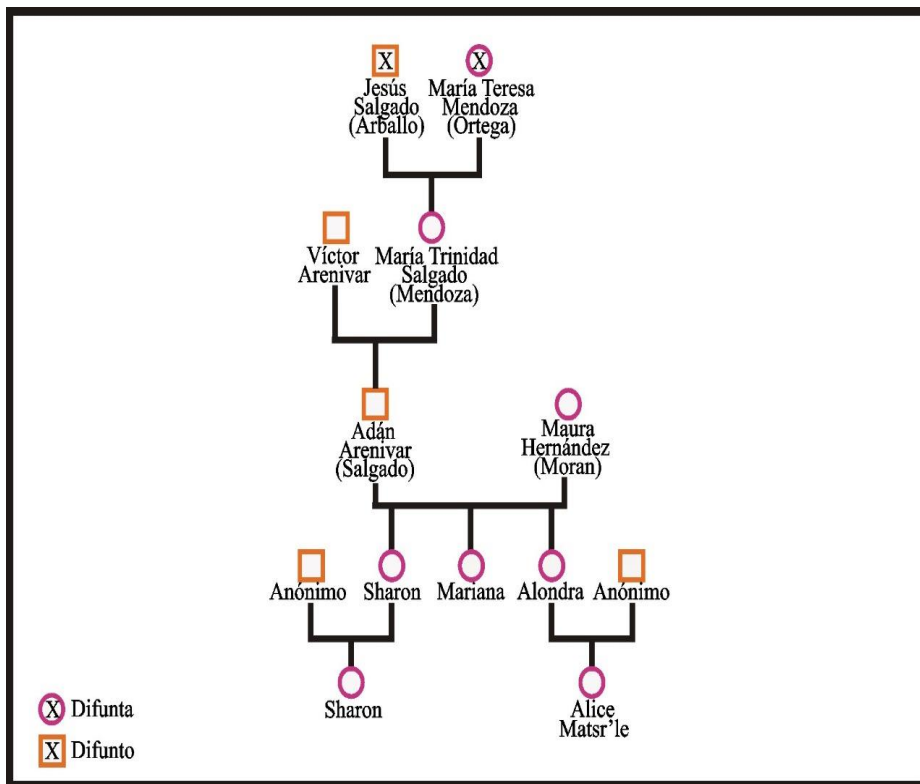 X
X
Jesús
Salgado
(Arballo)
María Teresa
Mendoza
(Ortega)
Víctor
Arenivar
María Trinidad
Salgado
(Mendoza)
Adán
Arenivar
(Salgado)
Maura
Hernández
(Moran)
Anónimo
Sharon
Mariana
Alondra
Anónimo
Sharon
Alice
Matsr’le
X Difunta
X Difunto